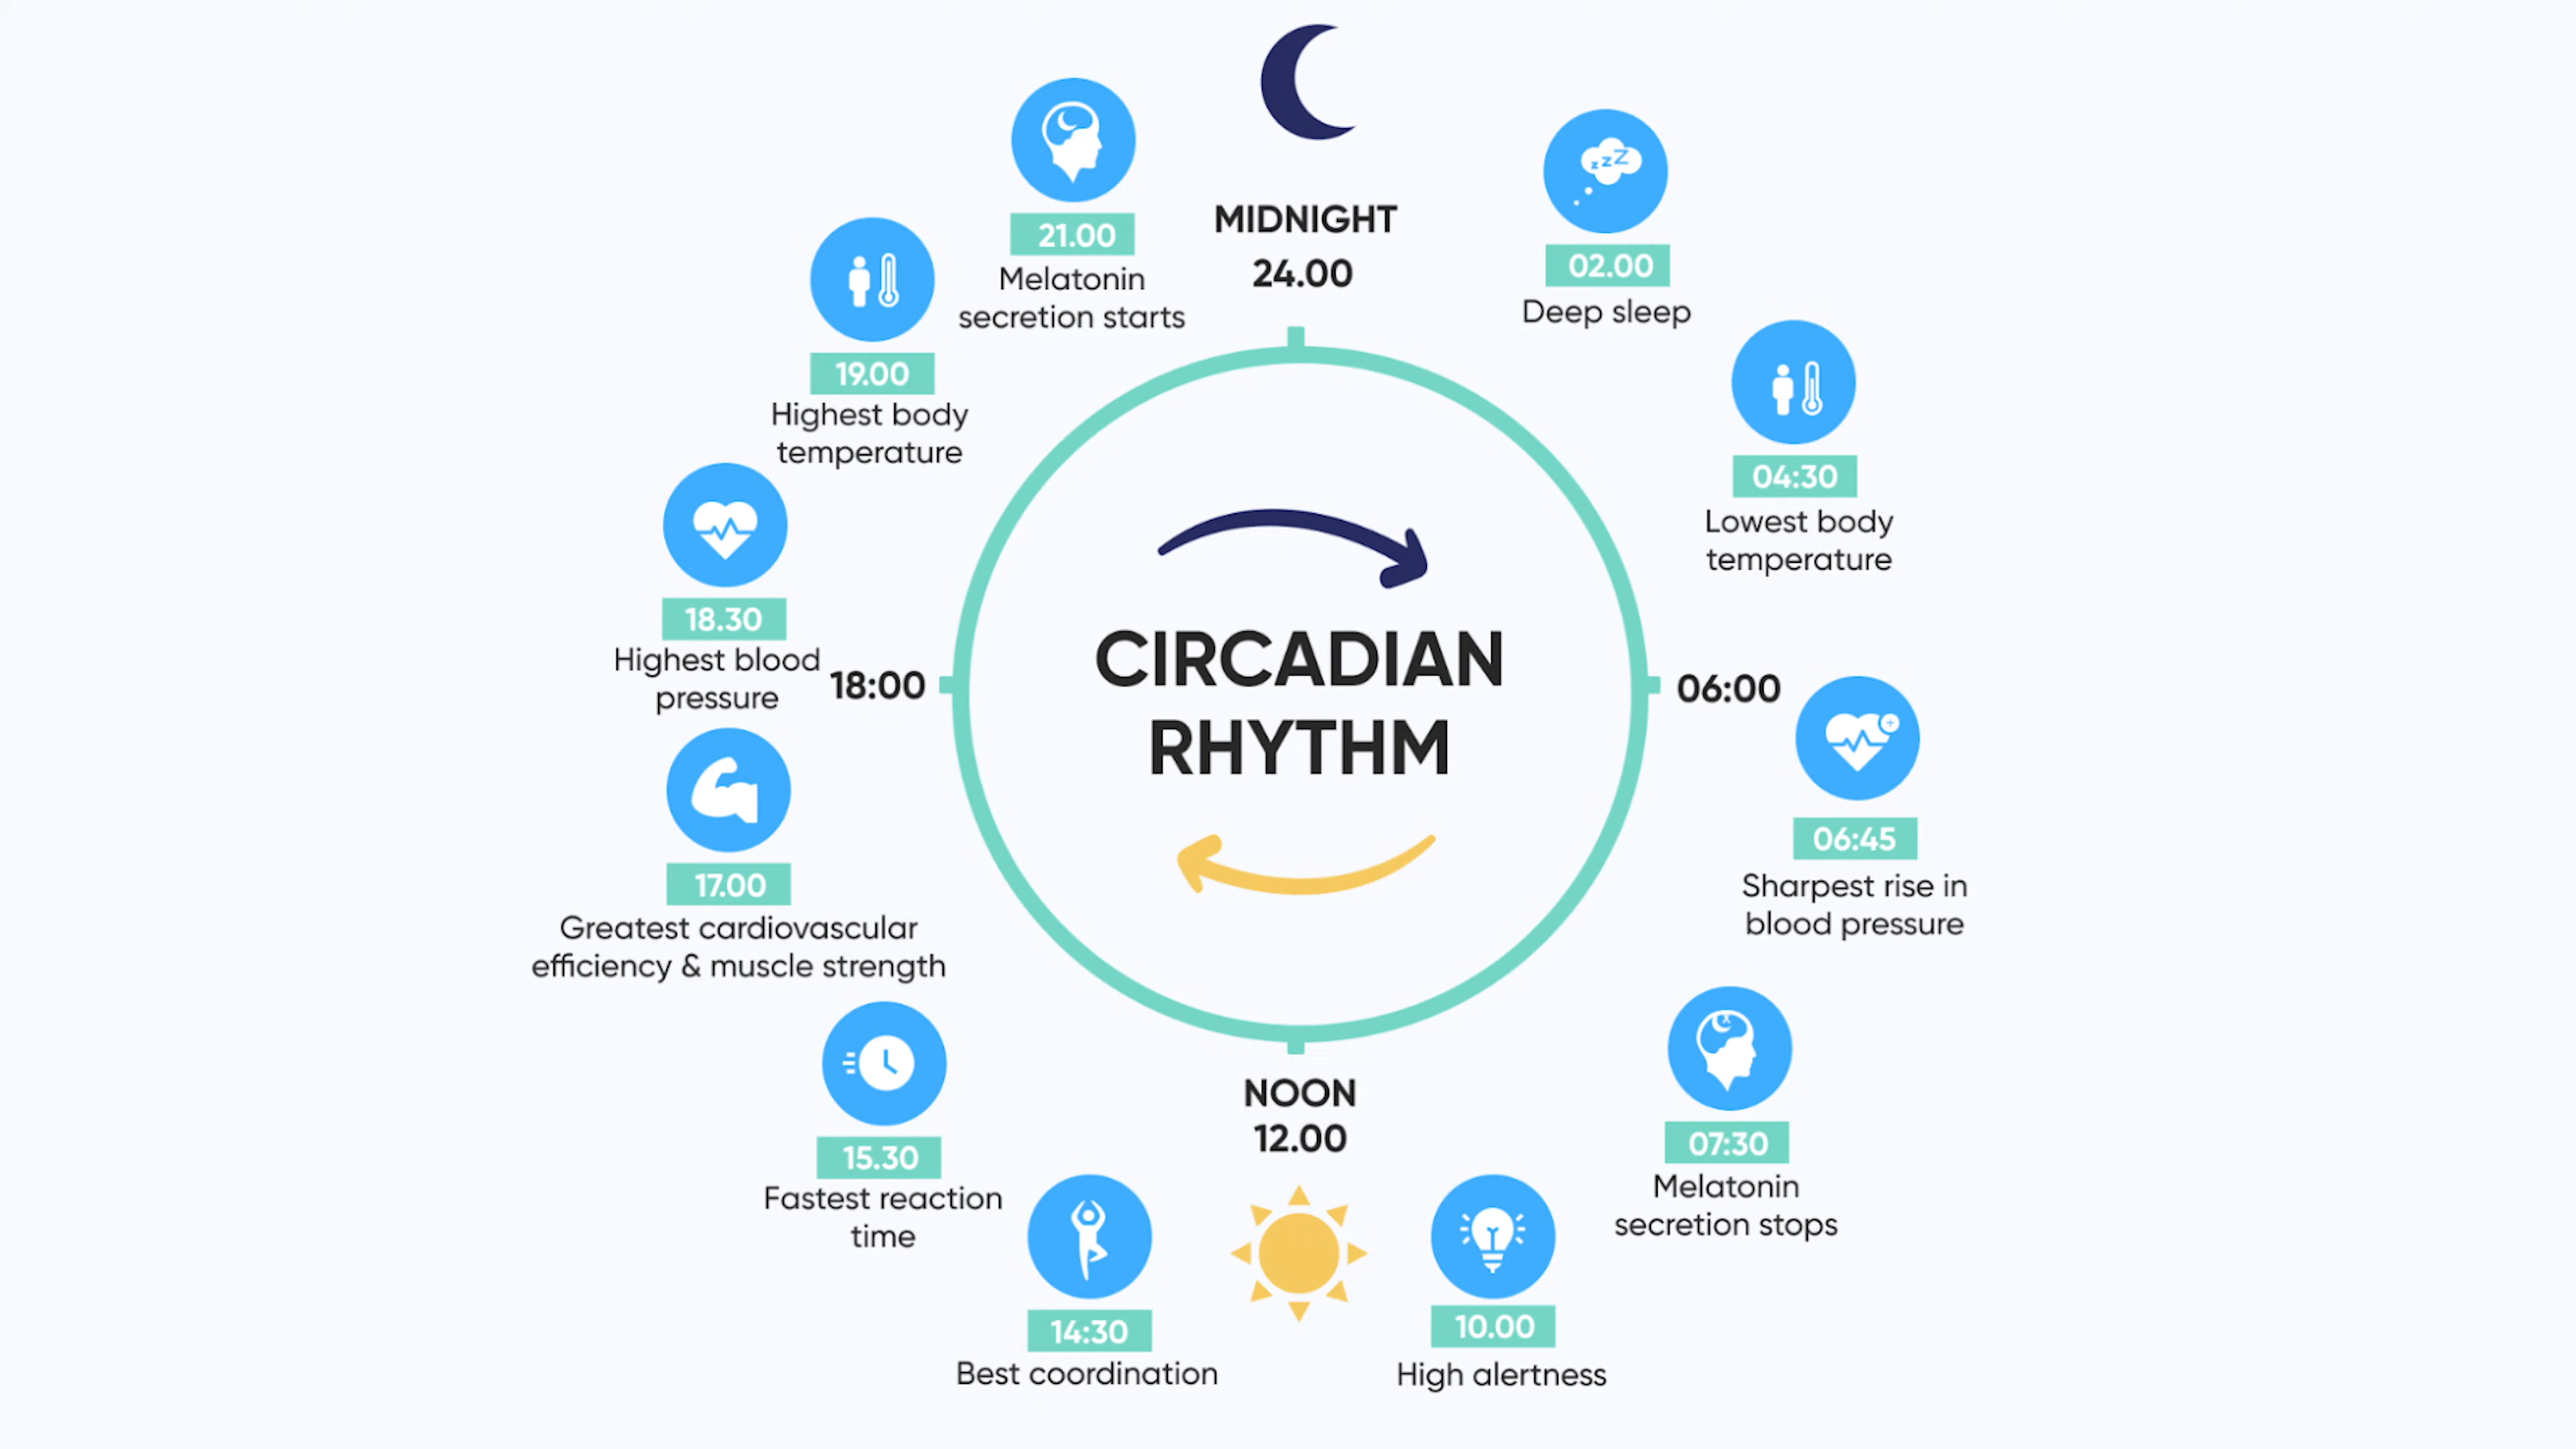 MIDNIGHT
24.00
02.00
Deep sleep
04:30
Lowest body
temperature
06:00
06:45
Sharpest rise in
blood pressure
07:30
Melatonin
secretion stops
10.00
High alertness
NOON
12.00
14:30
Best coordination
15.30
Fastest reaction
time
17.00
Greatest cardiovascular
efficiency & muscle strength
18:00
18.30
Highest blood
pressure
19.00
Highest body
temperature
21.00
Melatonin
secretion starts
CIRCADIAN
RHYTHM
zzZ